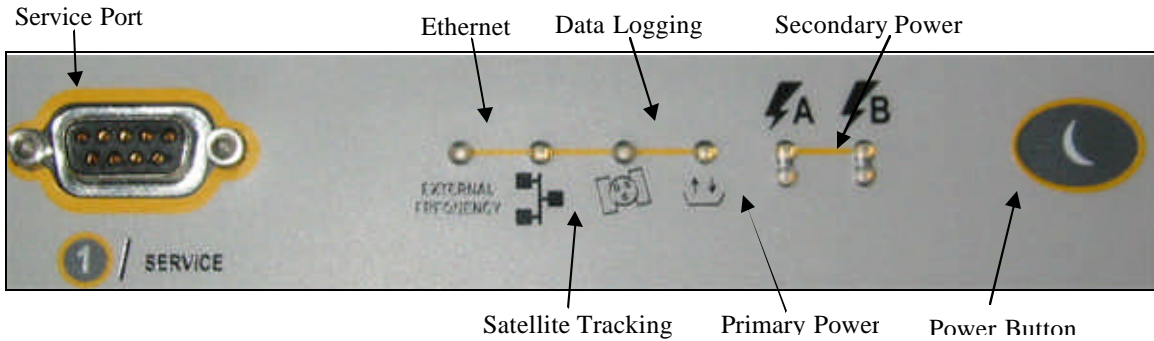 Service Port
Ethernet
Data Logging
Secondary Power
A
B
EXTERNAL
FREQUENCY
1 / SERVICE
Satellite Tracking
Primary Power
Power Button